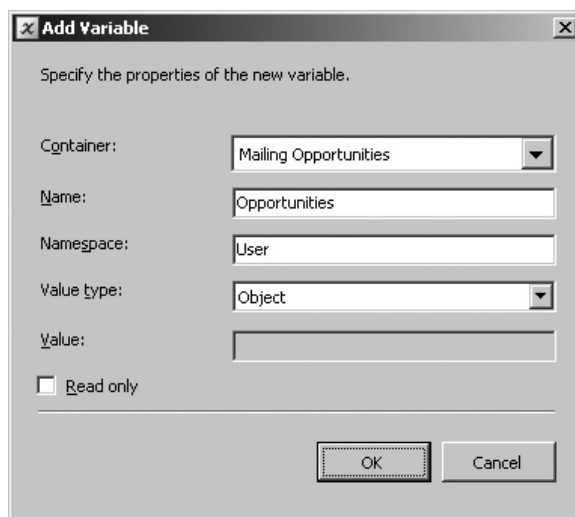 Add Variable
Specify the properties of the new variable.
Container: Mailing Opportunities
Name: Opportunities
Namespace: User
Value type: Object
Value:
Read only
OK Cancel